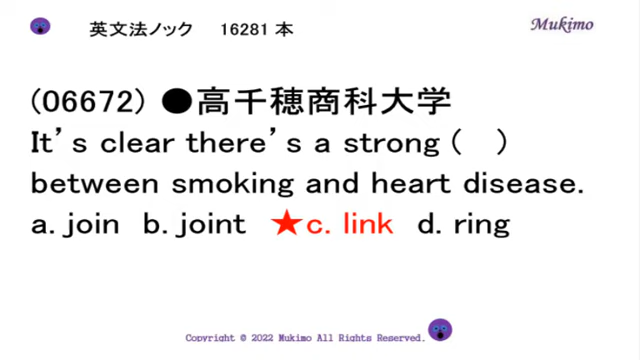 英文法ノック 16281 本
Mukimo
(06672) ●高千穂商科大学
It’s clear there’s a strong (　)
between smoking and heart disease.
a. join b. joint ★c. link d. ring
Copyright © 2022 Mukimo All Rights Reserved.